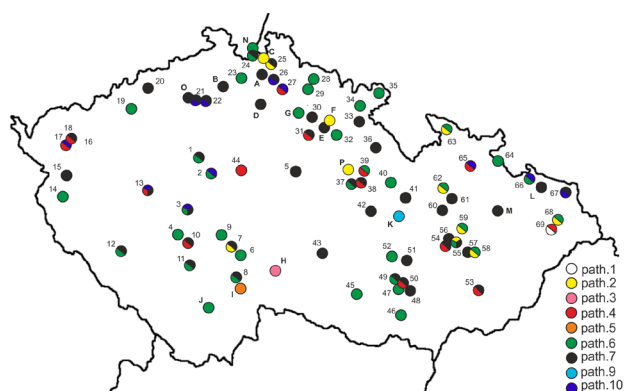 N
C
25
24
23
A
26
27
28
29
35
20
B
O
21
22
19
D
G
30
F
34
33
31
E
32
18
17
16
36
63
1
2
44
5
P
39
65
64
15
14
13
37
38
40
62
66
L
67
41
61
60
42
K
M
68
69
3
4
9
10
7
6
12
11
8
H
I
J
43
59
56
54
55
57
58
52
51
49
50
47
48
45
46
53
path.1
path.2
path.3
path.4
path.5
path.6
path.7
path.9
path.10